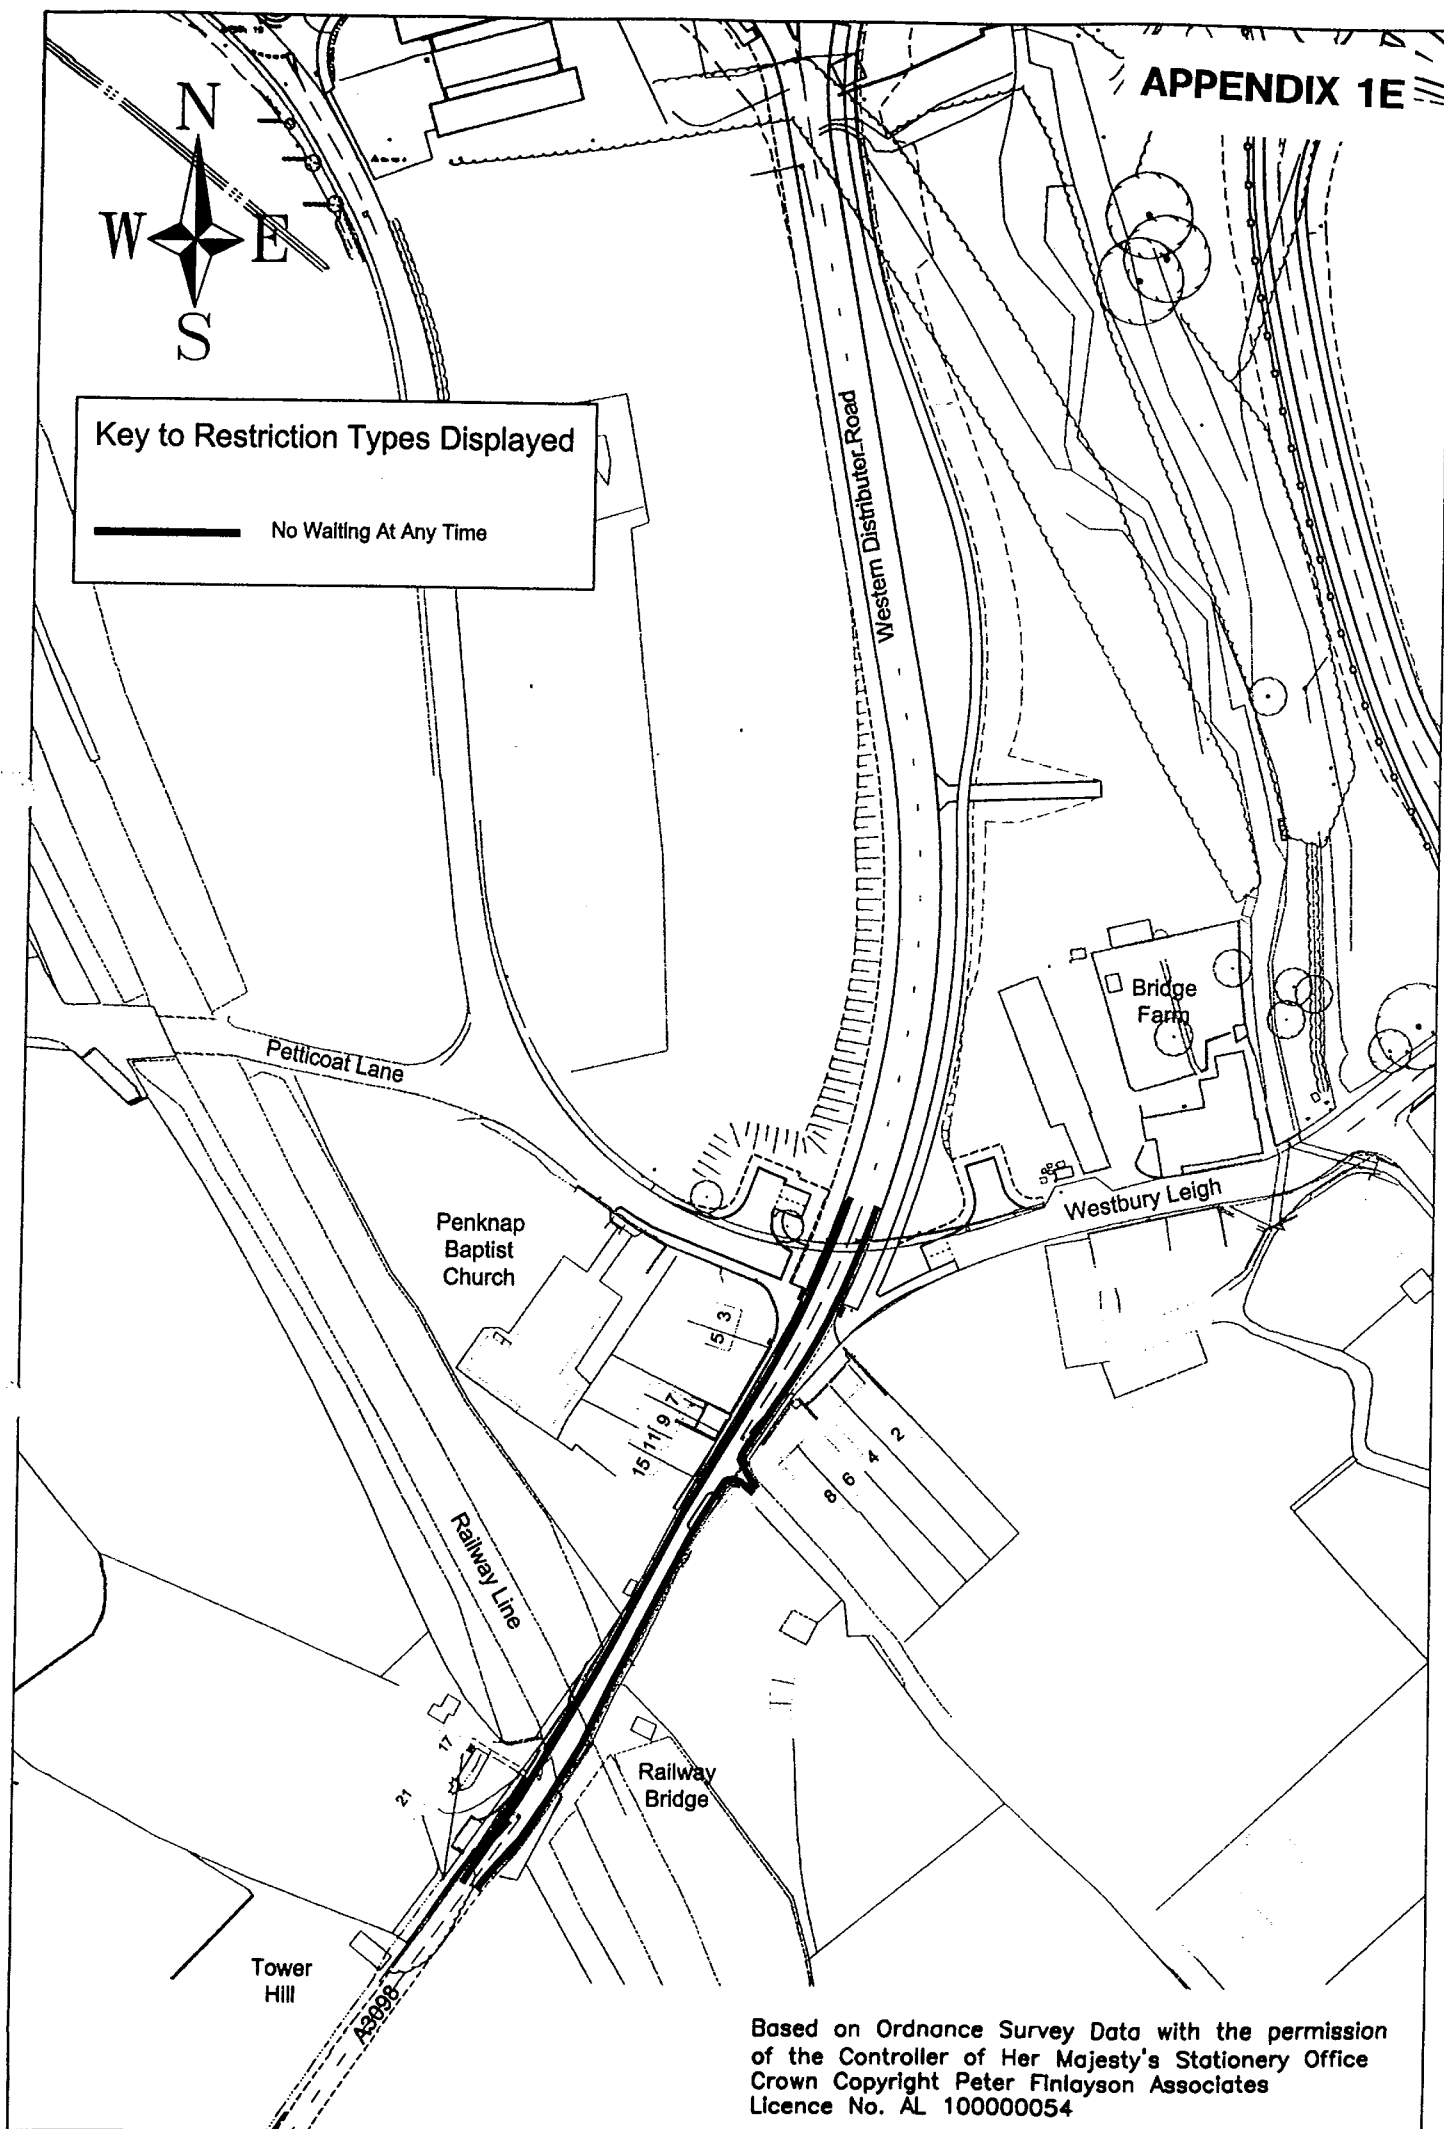 APPENDIX 1E
N
W E
S
Key to Restriction Types Displayed
No Waiting At Any Time
Western Distributor Road
Bridge
Farm
Petticoat Lane
Westbury Leigh
Penknap
Baptist
Church
3
5
7
9
11
15
2
4
6
8
Railway Line
17
21
Railway
Bridge
Tower
Hill
A3098
Based on Ordnance Survey Data with the permission
of the Controller of Her Majesty's Stationery Office
Crown Copyright Peter Finlayson Associates
Licence No. AL 100000054